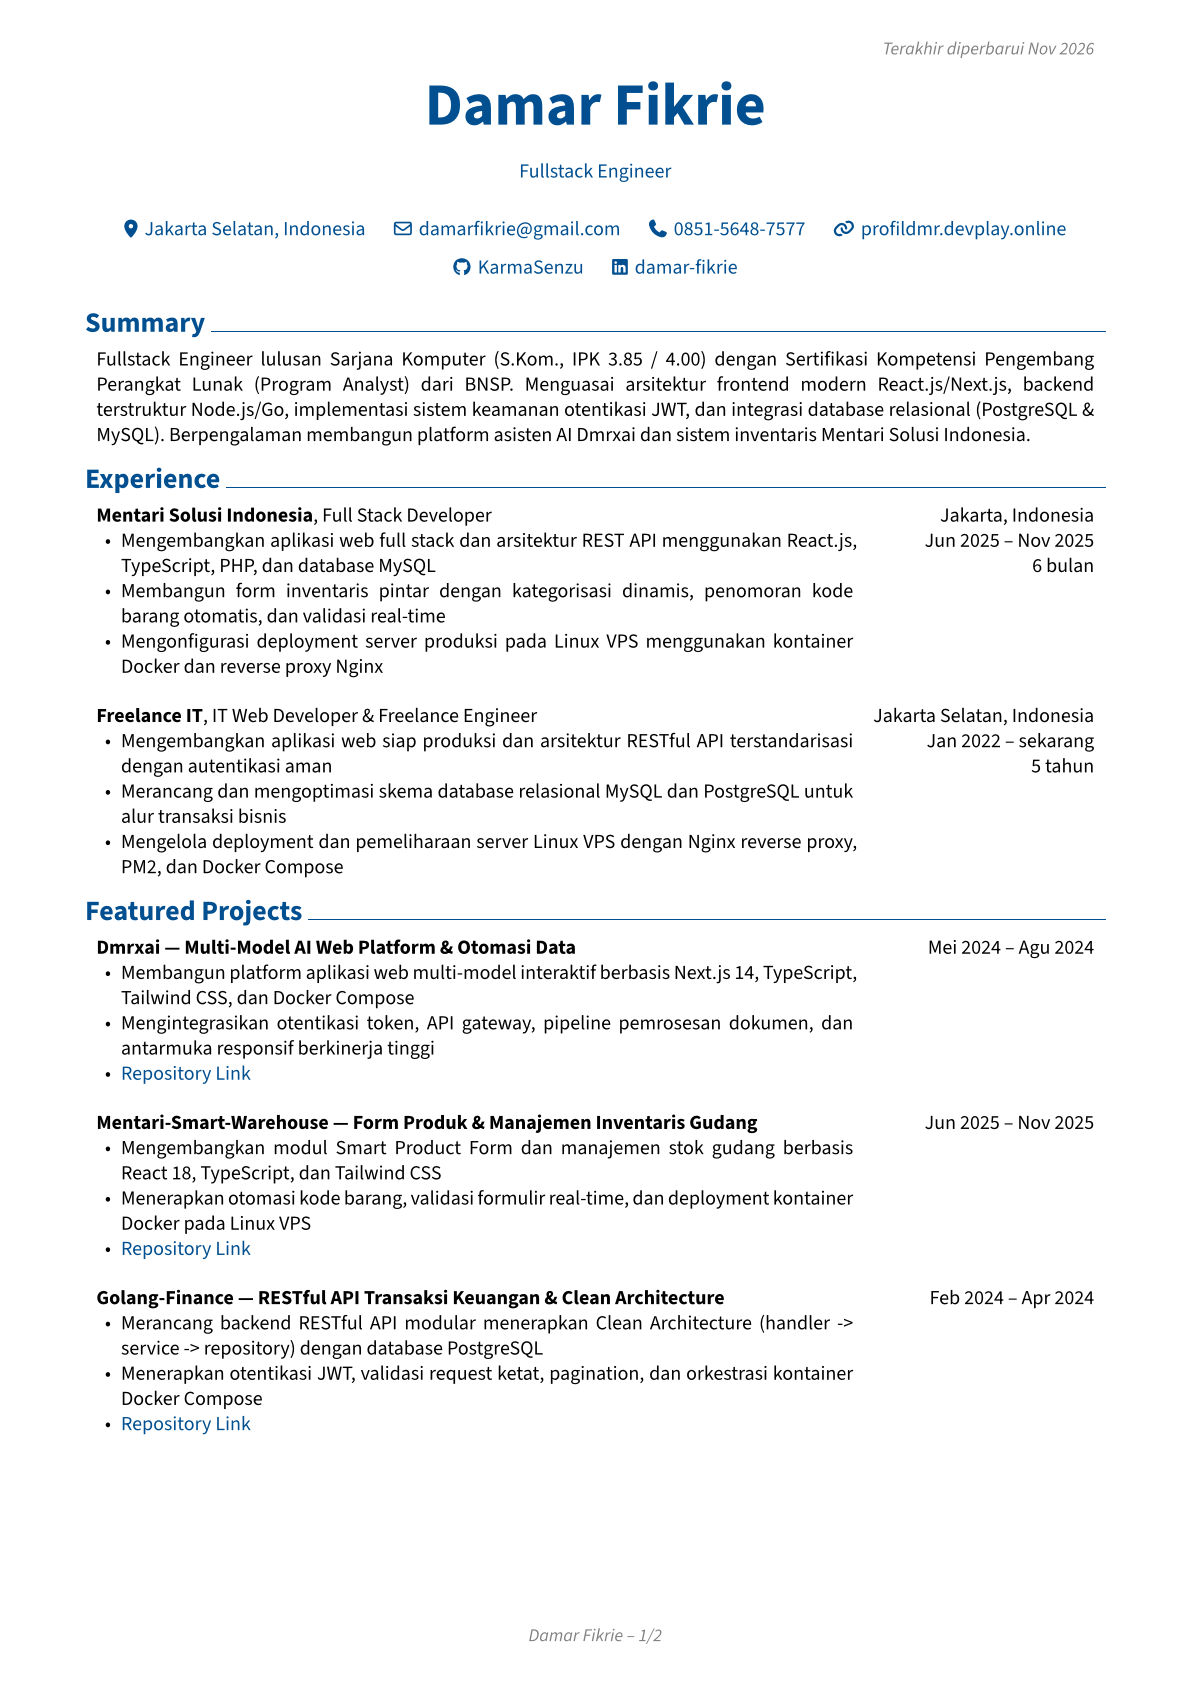 Terakhir diperbarui Nov 2026
Damar Fikrie
Fullstack Engineer
Jakarta Selatan, Indonesia damarfikrie@gmail.com 0851-5648-7577 profildmr.devplay.online
KarmaSenzu damar-fikrie
Summary
Fullstack Engineer lulusan Sarjana Komputer (S.Kom., IPK 3.85 / 4.00) dengan Sertifikasi Kompetensi Pengembang
Perangkat Lunak (Program Analyst) dari BNSP. Menguasai arsitektur frontend modern React.js/Next.js, backend
terstruktur Node.js/Go, implementasi sistem keamanan otentikasi JWT, dan integrasi database relasional (PostgreSQL &
MySQL). Berpengalaman membangun platform asisten AI Dmrxai dan sistem inventaris Mentari Solusi Indonesia.
Experience
Mentari Solusi Indonesia, Full Stack Developer Jakarta, Indonesia
• Mengembangkan aplikasi web full stack dan arsitektur REST API menggunakan React.js, Jun 2025 – Nov 2025
TypeScript, PHP, dan database MySQL 6 bulan
• Membangun form inventaris pintar dengan kategorisasi dinamis, penomoran kode
barang otomatis, dan validasi real-time
• Mengonfigurasi deployment server produksi pada Linux VPS menggunakan kontainer
Docker dan reverse proxy Nginx
Freelance IT, IT Web Developer & Freelance Engineer Jakarta Selatan, Indonesia
• Mengembangkan aplikasi web siap produksi dan arsitektur RESTful API terstandarisasi Jan 2022 – sekarang
dengan autentikasi aman 5 tahun
• Merancang dan mengoptimasi skema database relasional MySQL dan PostgreSQL untuk
alur transaksi bisnis
• Mengelola deployment dan pemeliharaan server Linux VPS dengan Nginx reverse proxy,
PM2, dan Docker Compose
Featured Projects
Dmrxai — Multi-Model AI Web Platform & Otomasi Data Mei 2024 – Agu 2024
• Membangun platform aplikasi web multi-model interaktif berbasis Next.js 14, TypeScript,
Tailwind CSS, dan Docker Compose
• Mengintegrasikan otentikasi token, API gateway, pipeline pemrosesan dokumen, dan
antarmuka responsif berkinerja tinggi
• Repository Link
Mentari-Smart-Warehouse — Form Produk & Manajemen Inventaris Gudang Jun 2025 – Nov 2025
• Mengembangkan modul Smart Product Form dan manajemen stok gudang berbasis
React 18, TypeScript, dan Tailwind CSS
• Menerapkan otomasi kode barang, validasi formulir real-time, dan deployment kontainer
Docker pada Linux VPS
• Repository Link
Golang-Finance — RESTful API Transaksi Keuangan & Clean Architecture Feb 2024 – Apr 2024
• Merancang backend RESTful API modular menerapkan Clean Architecture (handler ->
service -> repository) dengan database PostgreSQL
• Menerapkan otentikasi JWT, validasi request ketat, pagination, dan orkestrasi kontainer
Docker Compose
• Repository Link
Damar Fikrie – 1/2